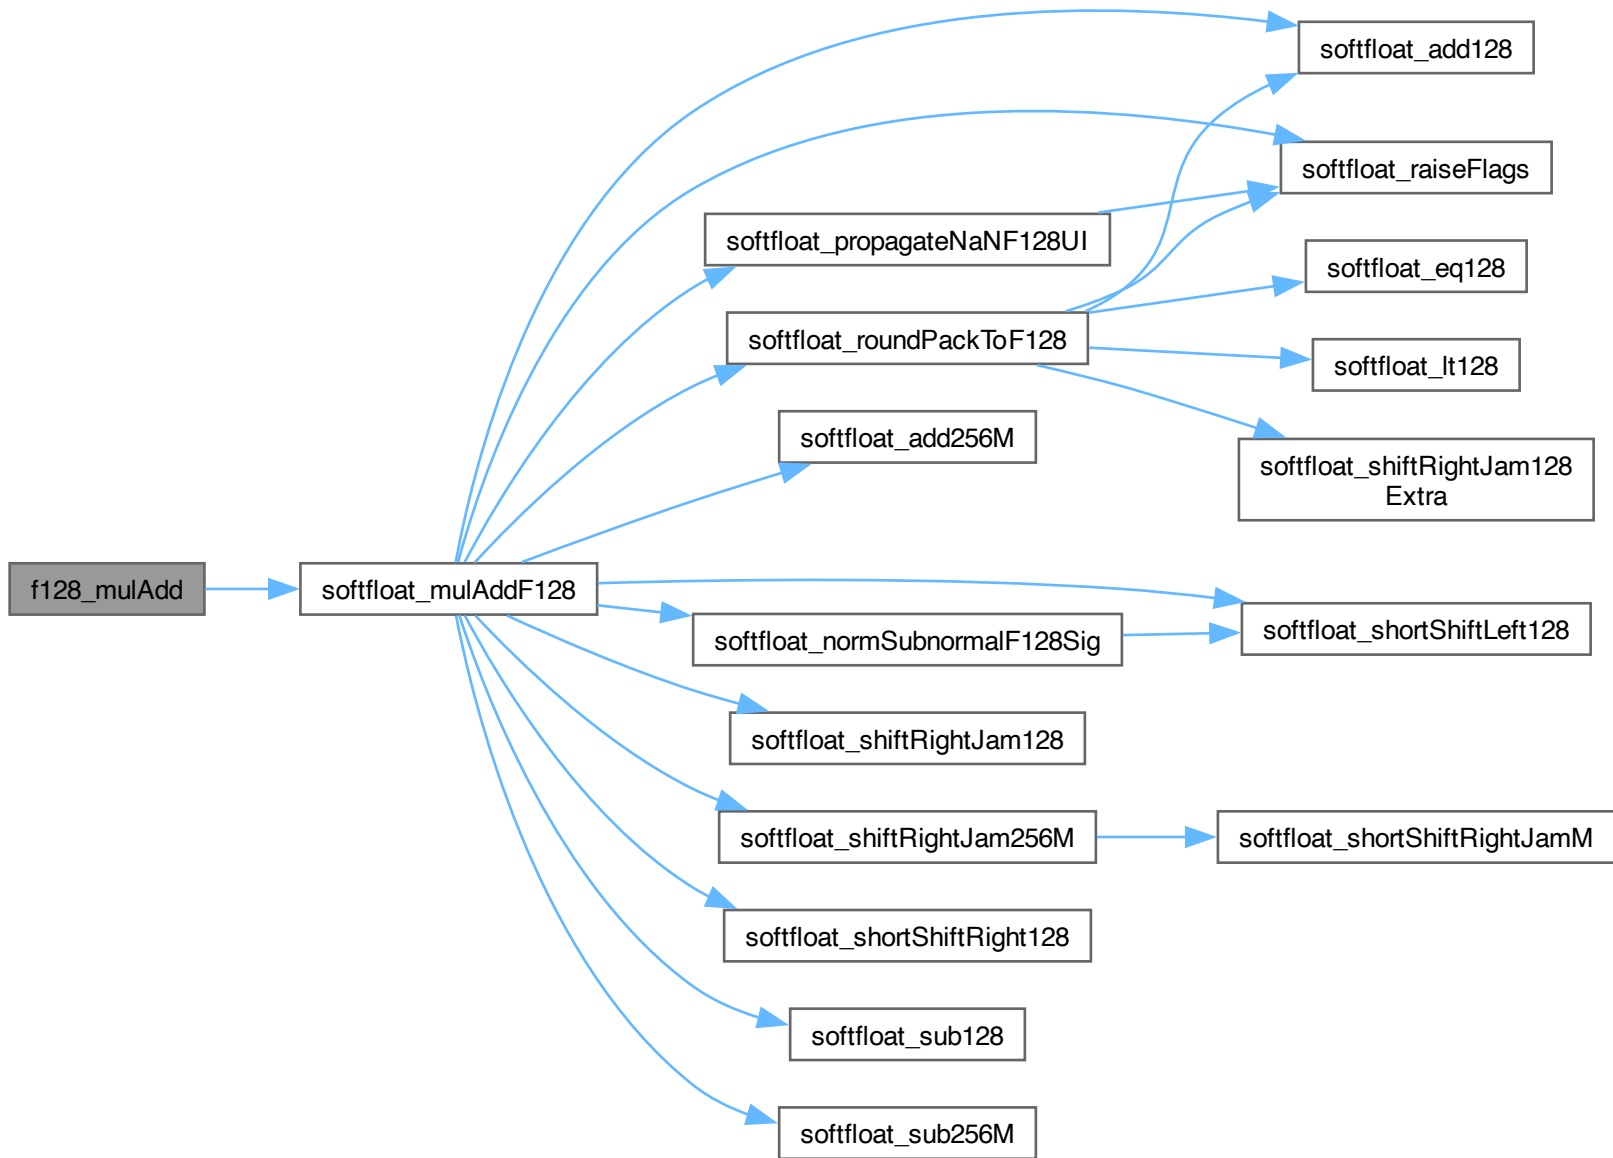 softfloat_add128
softfloat_raiseFlags
softfloat_propagateNaNF128UI
softfloat_eq128
softfloat_roundPackToF128
softfloat_lt128
softfloat_add256M
softfloat_shiftRightJam128
Extra
f128_mulAdd
softfloat_mulAddF128
softfloat_shortShiftLeft128
softfloat_normSubnormalF128Sig
softfloat_shiftRightJam128
softfloat_shiftRightJam256M
softfloat_shortShiftRightJamM
softfloat_shortShiftRight128
softfloat_sub128
softfloat_sub256M